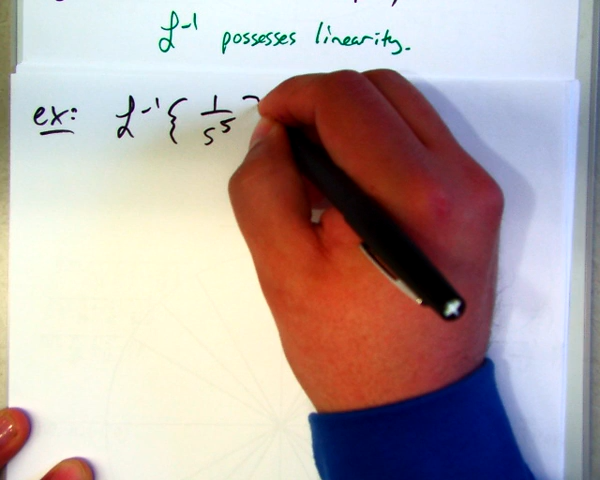 ℒ⁻¹ possesses linearity.
ex: ℒ⁻¹{ 1/s⁵ }